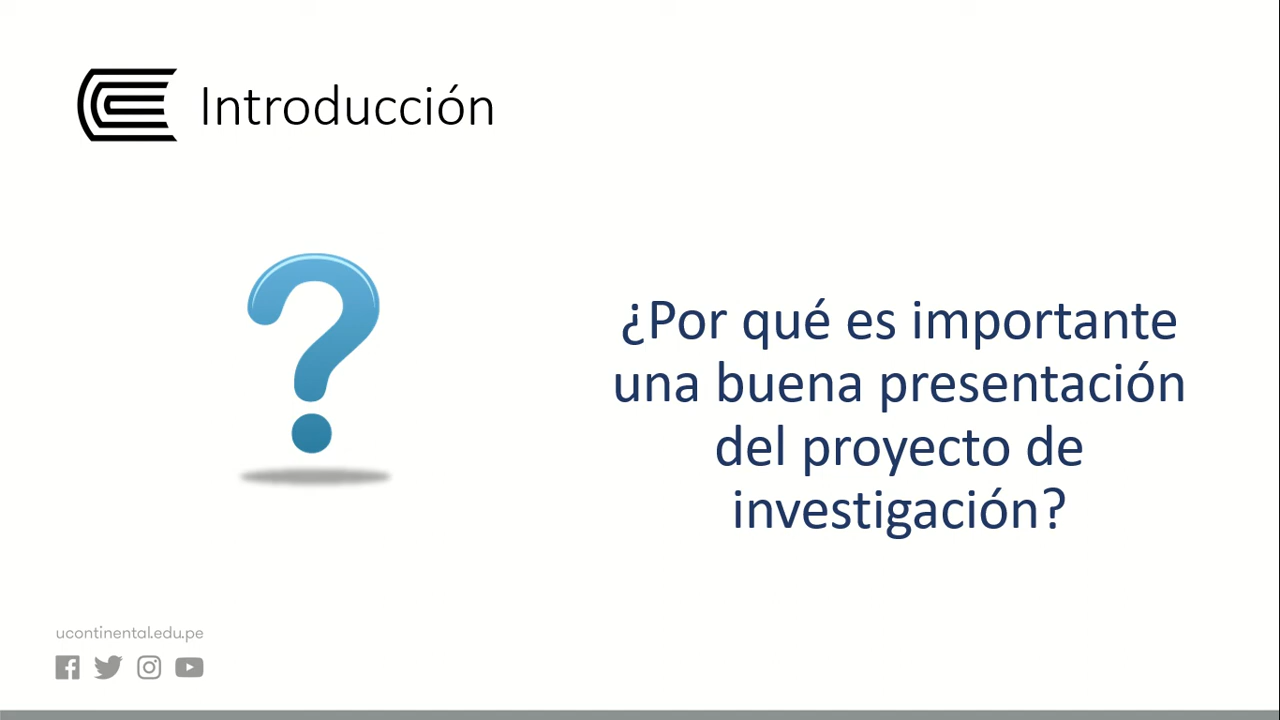 Introducción
¿Por qué es importante
una buena presentación
del proyecto de
investigación?
ucontinental.edu.pe